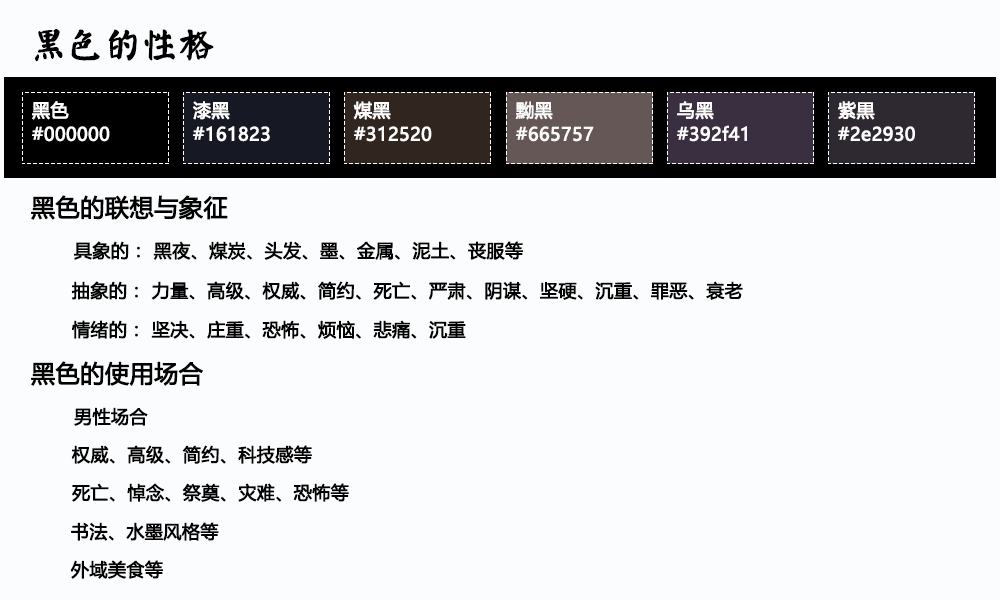 黑色的性格
黑色 漆黑 煤黑 黝黑 乌黑 紫黒
#000000 #161823 #312520 #665757 #392f41 #2e2930
黑色的联想与象征
具象的： 黑夜、煤炭、头发、墨、金属、泥土、丧服等
抽象的： 力量、高级、权威、简约、死亡、严肃、阴谋、坚硬、沉重、罪恶、衰老
情绪的： 坚决、庄重、恐怖、烦恼、悲痛、沉重
黑色的使用场合
男性场合
权威、高级、简约、科技感等
死亡、悼念、祭奠、灾难、恐怖等
书法、水墨风格等
外域美食等